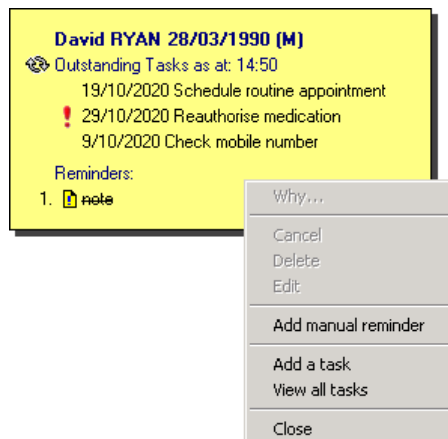 David RYAN 28/03/1990 (M)
Outstanding Tasks as at: 14:50
19/10/2020 Schedule routine appointment
29/10/2020 Reauthorise medication
9/10/2020 Check mobile number
Reminders:
1. note
Why...
Cancel
Delete
Edit
Add manual reminder
Add a task
View all tasks
Close